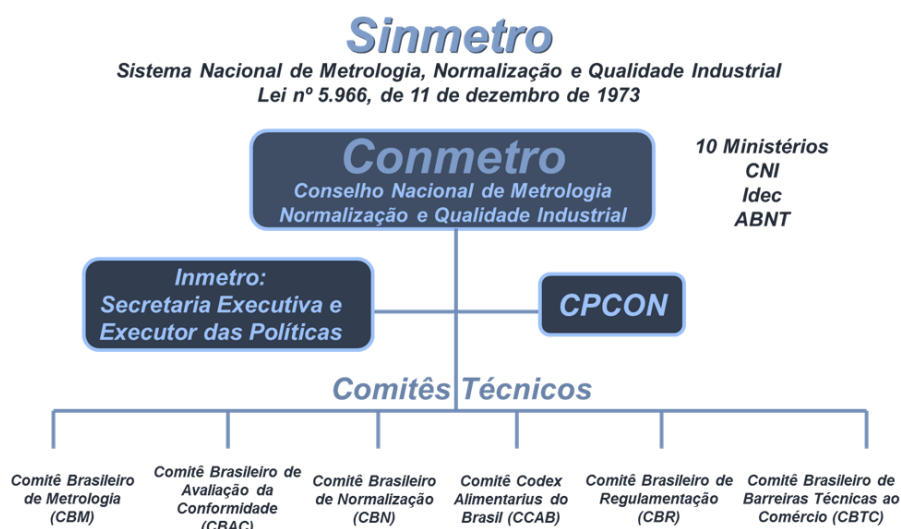 Sinmetro
Sistema Nacional de Metrologia, Normalização e Qualidade Industrial
Lei nº 5.966, de 11 de dezembro de 1973
Conmetro
Conselho Nacional de Metrologia
Normalização e Qualidade Industrial
10 Ministérios
CNI
Idec
ABNT
Inmetro:
Secretaria Executiva e
Executor das Políticas
CPCON
Comitês Técnicos
Comitê Brasileiro
de Metrologia
(CBM)
Comitê Brasileiro de
Avaliação da
Conformidade
(CBAC)
Comitê Brasileiro
de Normalização
(CBN)
Comitê Codex
Alimentarius do
Brasil (CCAB)
Comitê Brasileiro de
Regulamentação
(CBR)
Comitê Brasileiro de
Barreiras Técnicas ao
Comércio (CBTC)